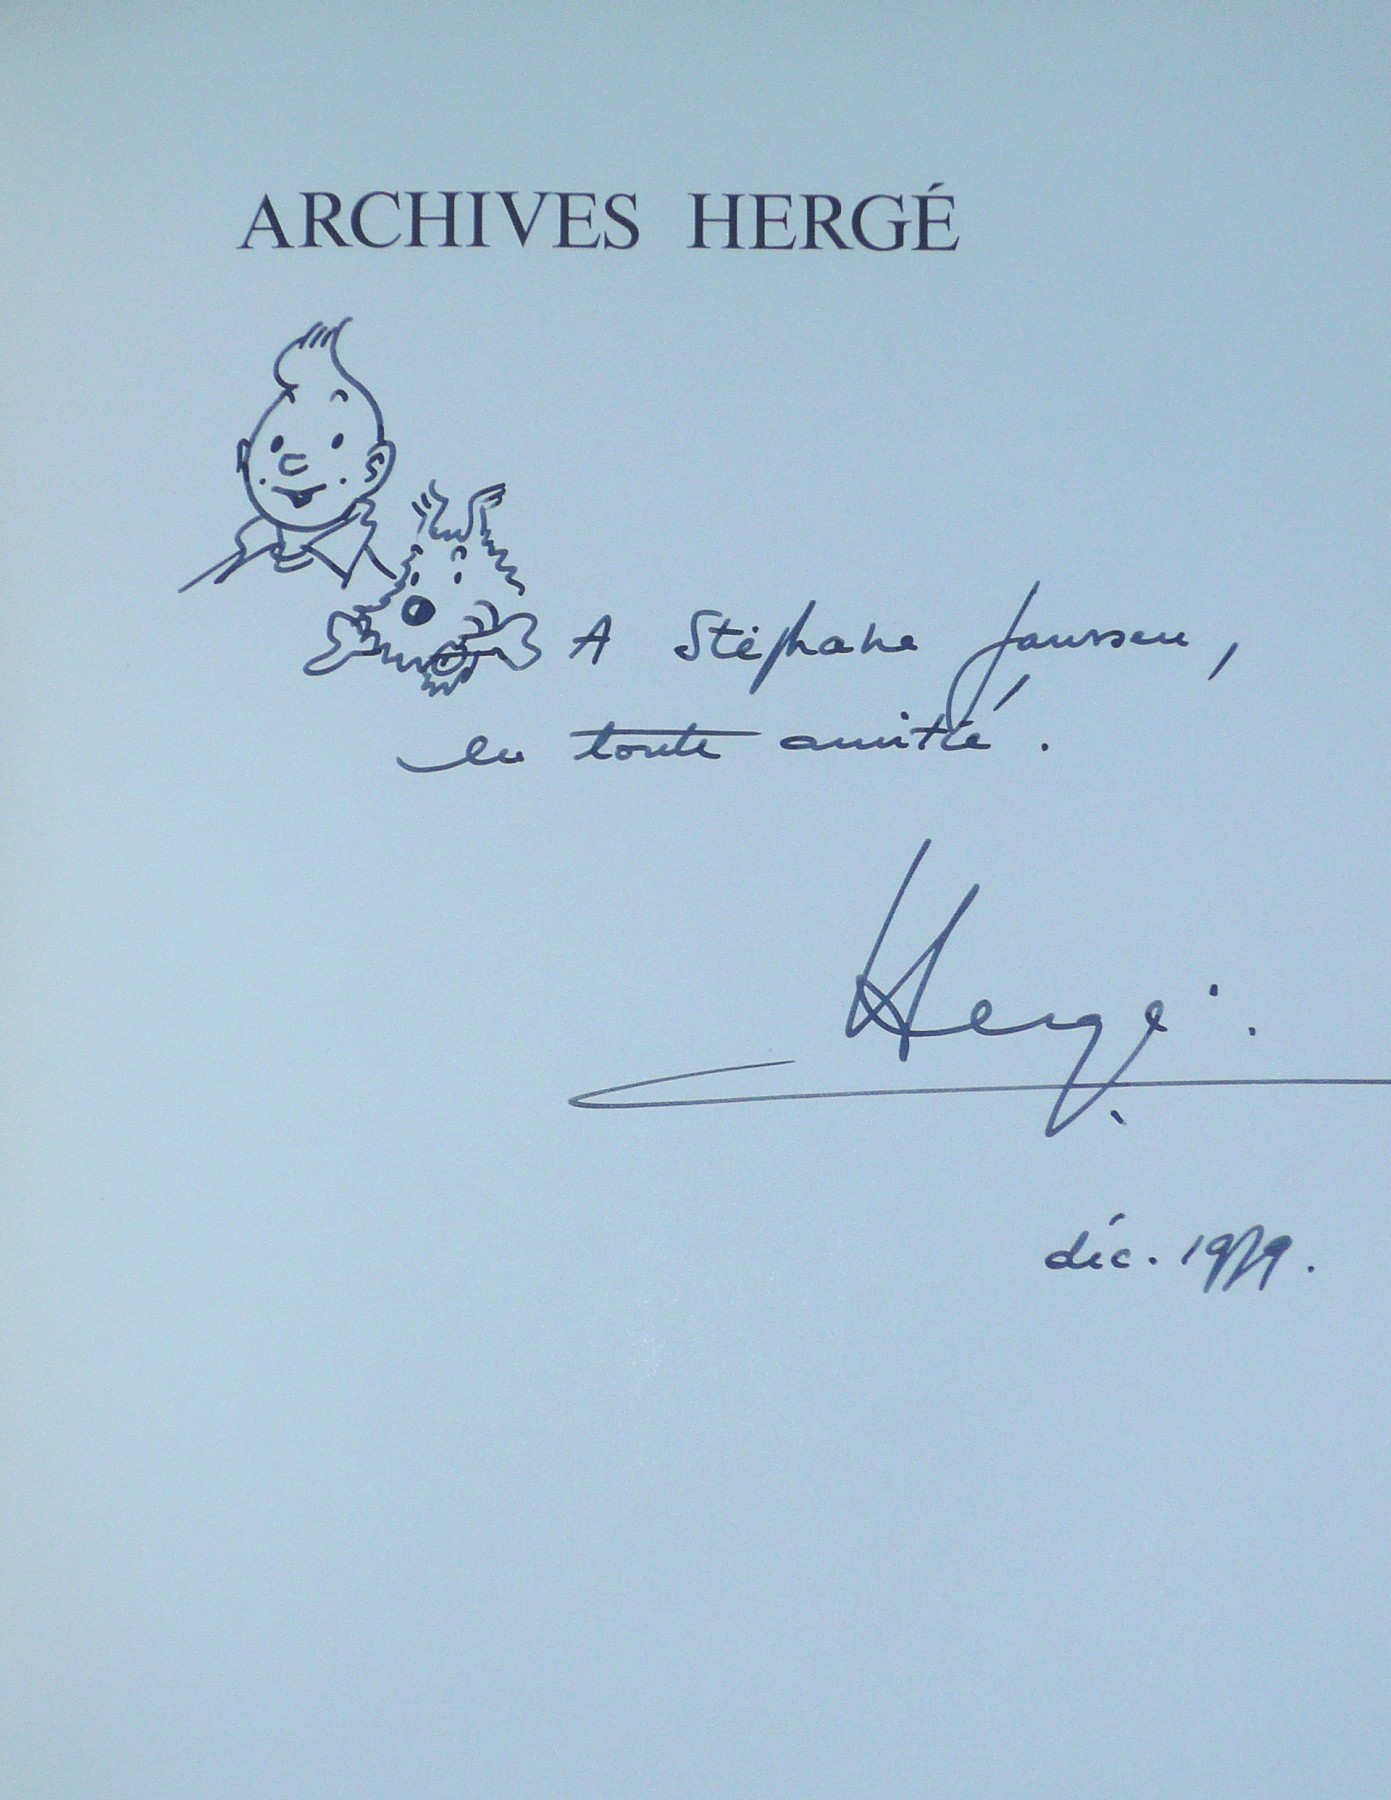 ARCHIVES HERGÉ
A Stéphane Janssen,
en toute amitié.
Hergé.
déc. 1979.